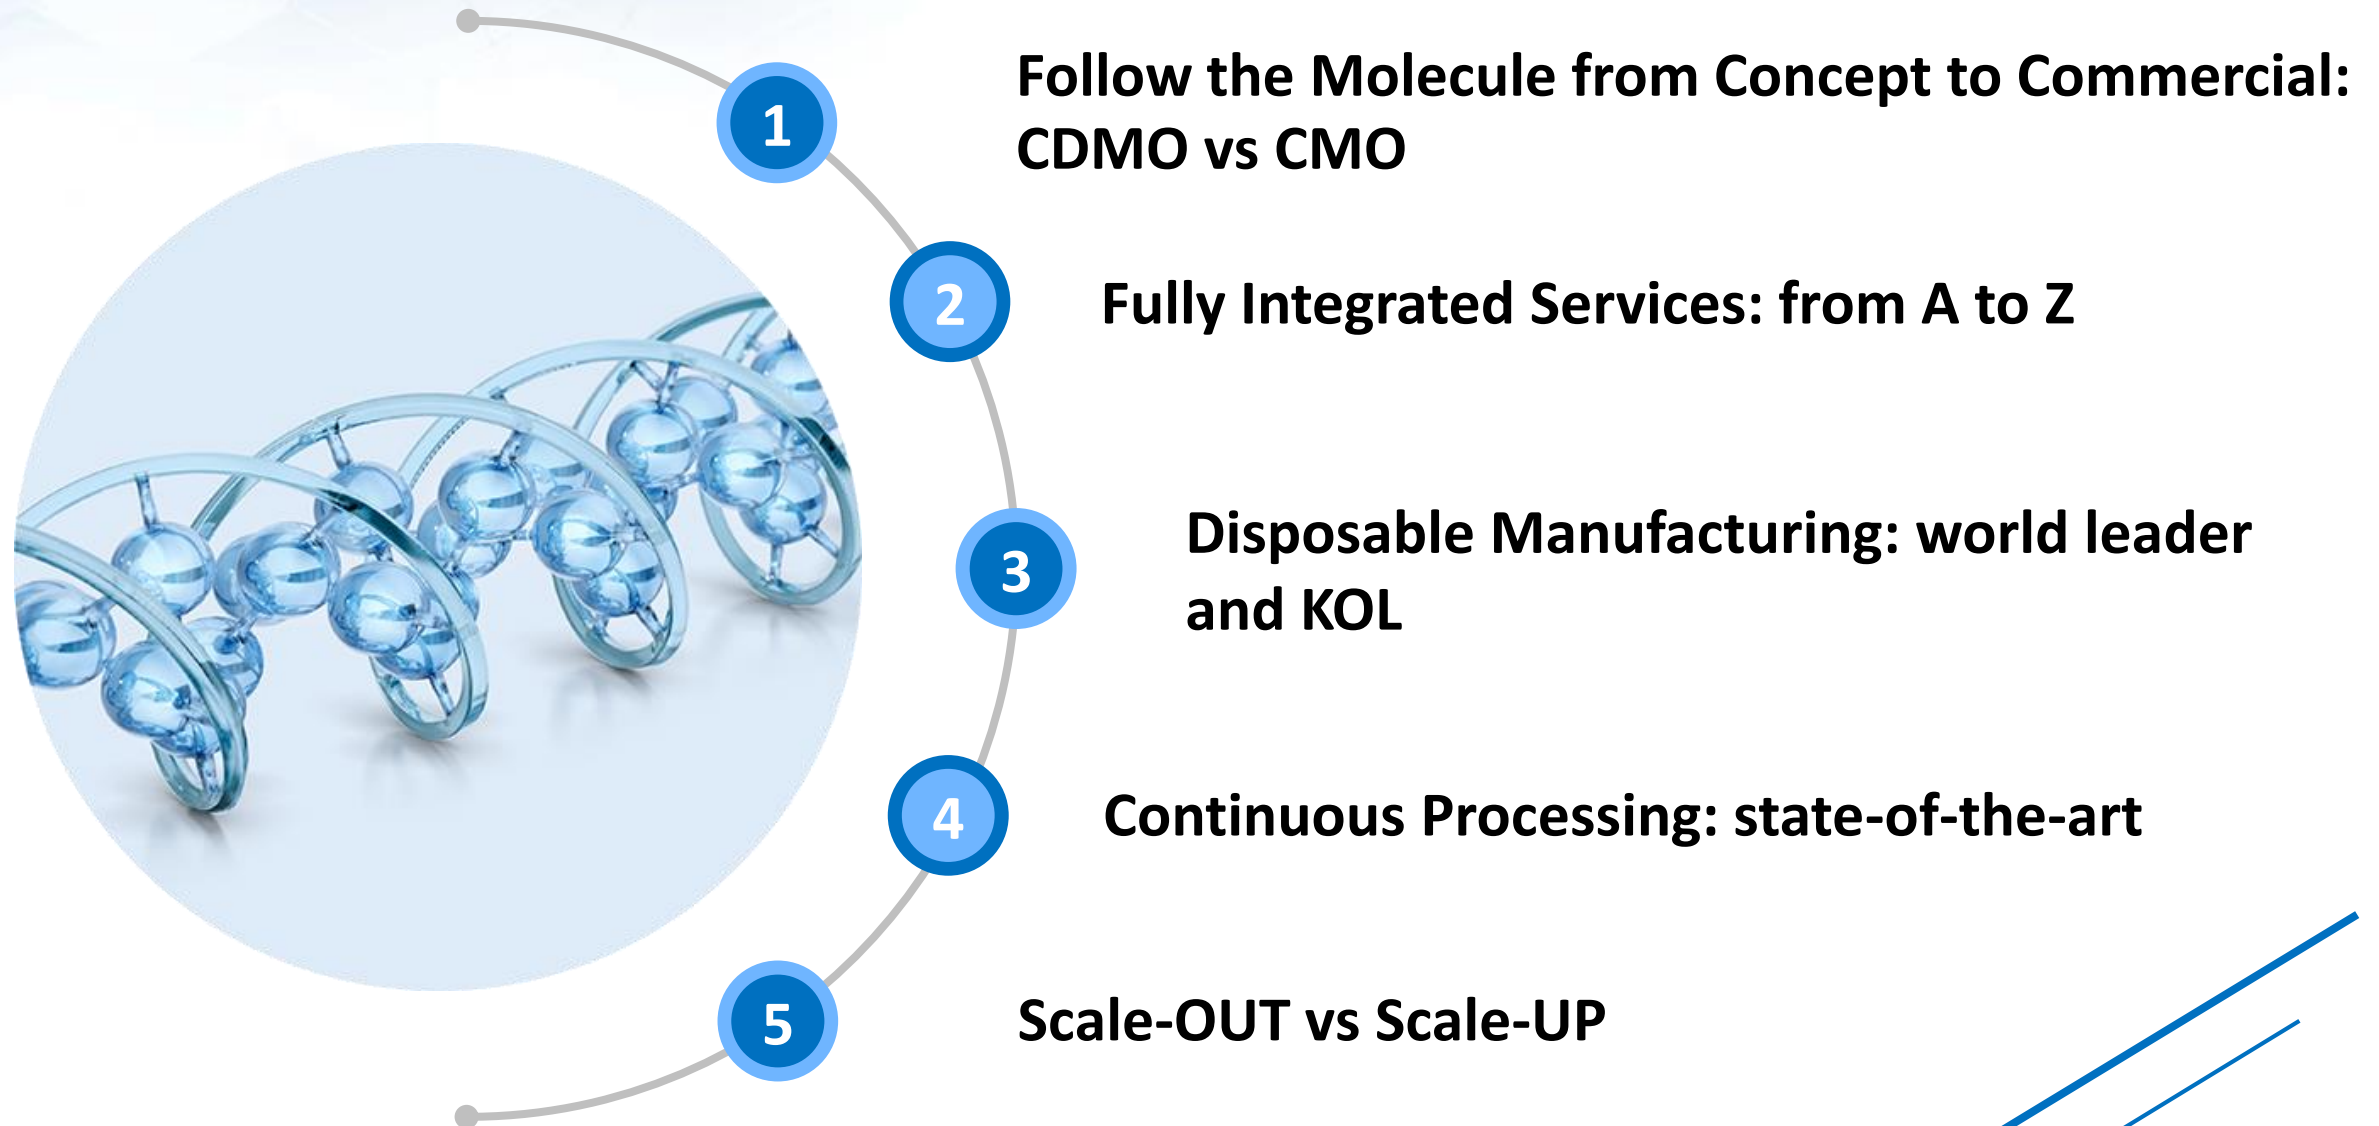 1
Follow the Molecule from Concept to Commercial:
CDMO vs CMO
2
Fully Integrated Services: from A to Z
3
Disposable Manufacturing: world leader
and KOL
4
Continuous Processing: state-of-the-art
5
Scale-OUT vs Scale-UP